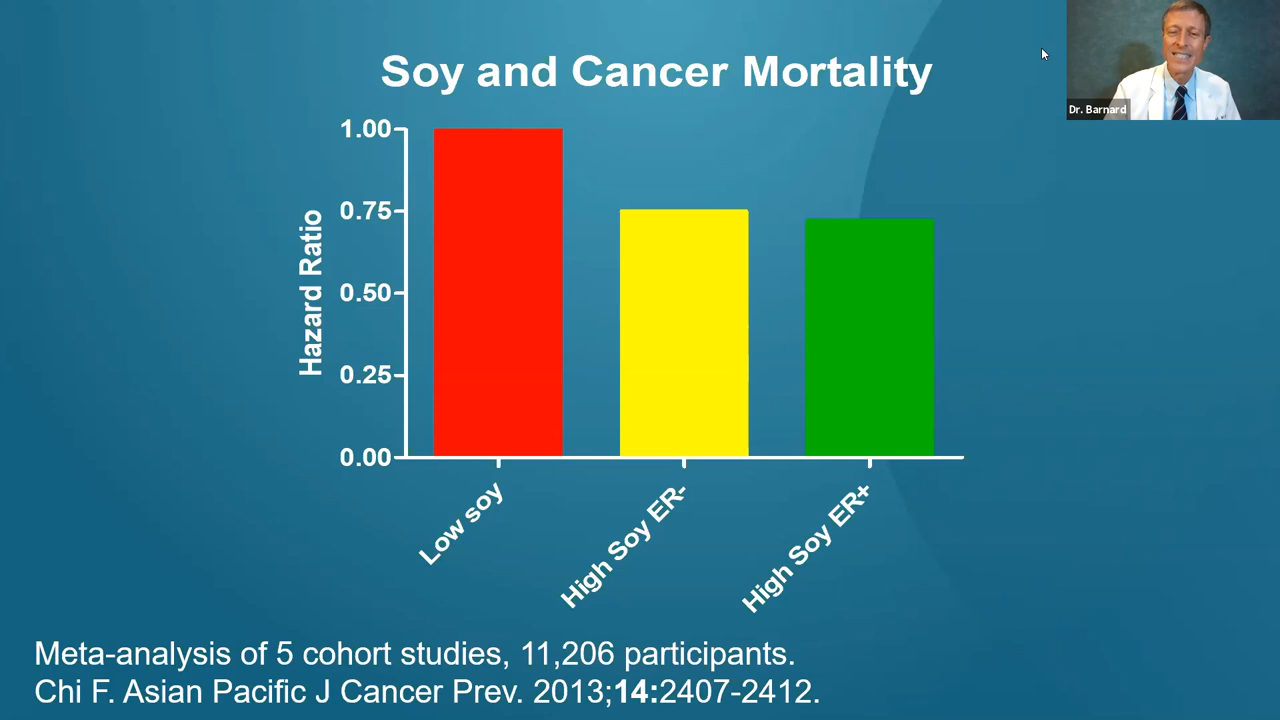 Soy and Cancer Mortality
Dr. Barnard
Hazard Ratio
1.00
0.75
0.50
0.25
0.00
Low soy
High Soy ER-
High Soy ER+
Meta-analysis of 5 cohort studies, 11,206 participants.
Chi F. Asian Pacific J Cancer Prev. 2013;14:2407-2412.